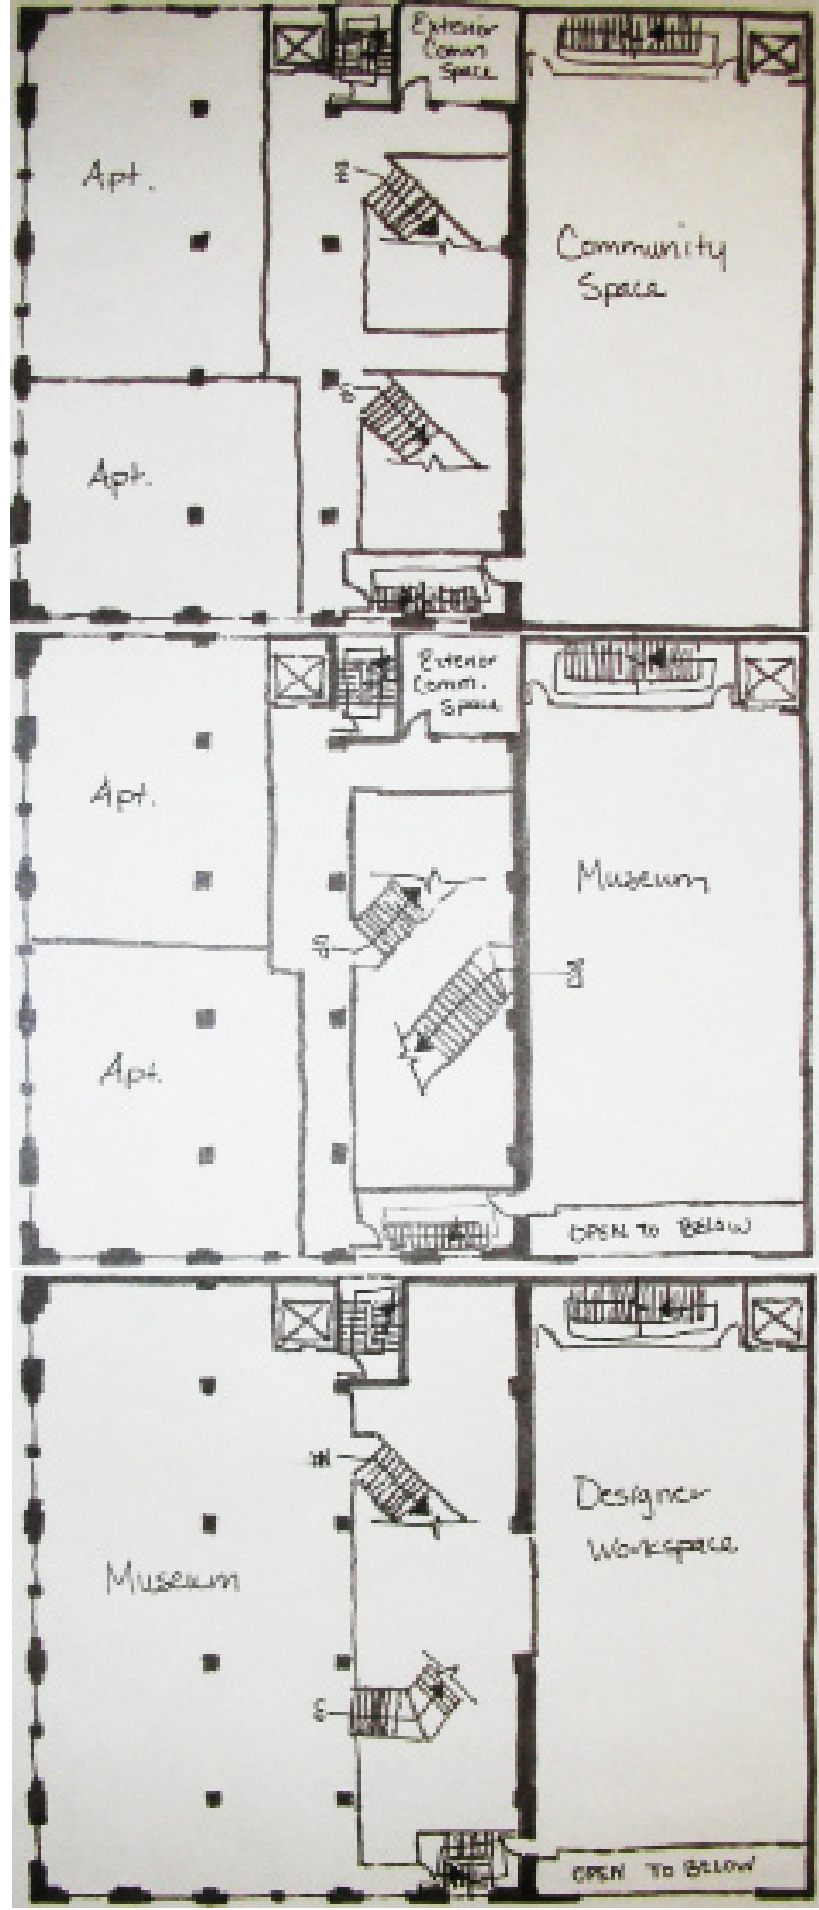 Exterior
Comm
Space
Apt.
Community
Space
Apt.
Exterior
Comm.
Space
Apt.
Museum
Apt.
OPEN TO BELOW
Designer
Workspace
Museum
OPEN TO BELOW